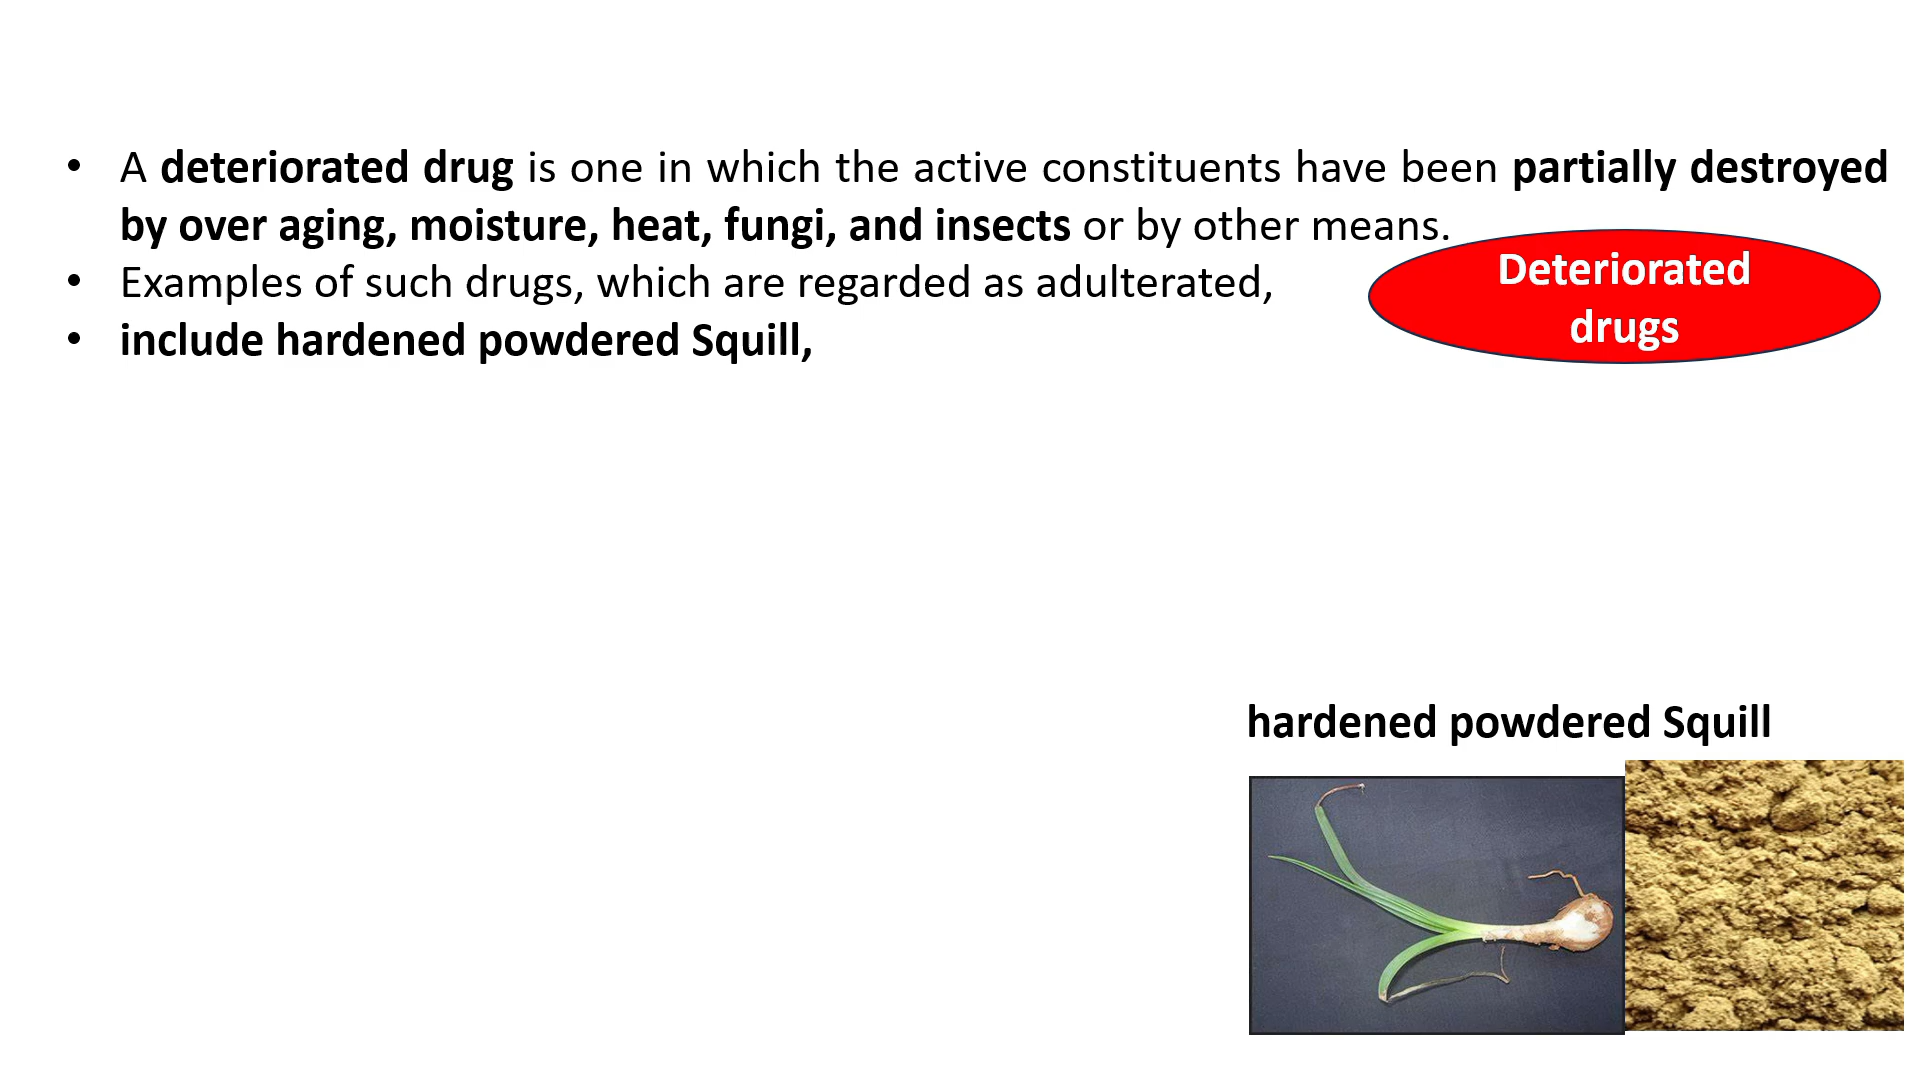 • A deteriorated drug is one in which the active constituents have been partially destroyed
by over aging, moisture, heat, fungi, and insects or by other means.
• Examples of such drugs, which are regarded as adulterated,
• include hardened powdered Squill,
Deteriorated
drugs
hardened powdered Squill